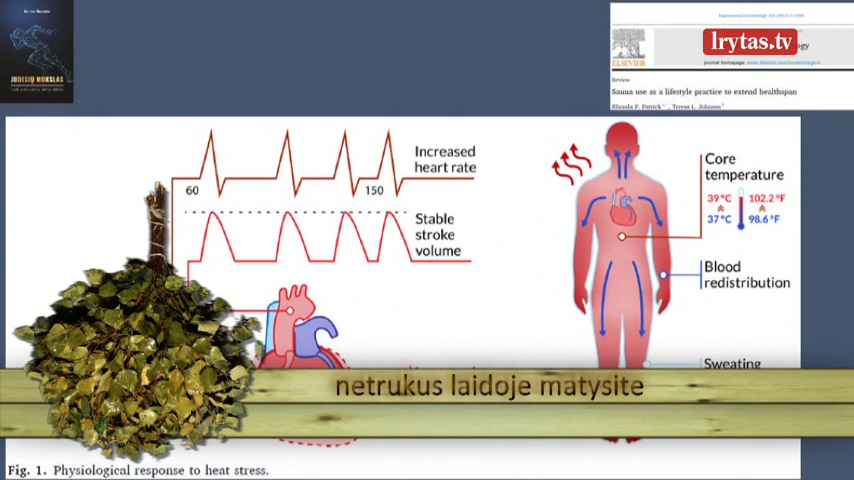 JUDESIŲ MOKSLAS
lrytas.tv
ELSEVIER
ogy
Review
Sauna use as a lifestyle practice to extend healthspan
Rhonda P. Patrick, Teresa L. Johnson
Increased
heart rate
60
150
Stable
stroke
volume
Core
temperature
39 °C
102.2 °F
37 °C
98.6 °F
Blood
redistribution
Sweating
netrukus laidoje matysite
Fig. 1. Physiological response to heat stress.